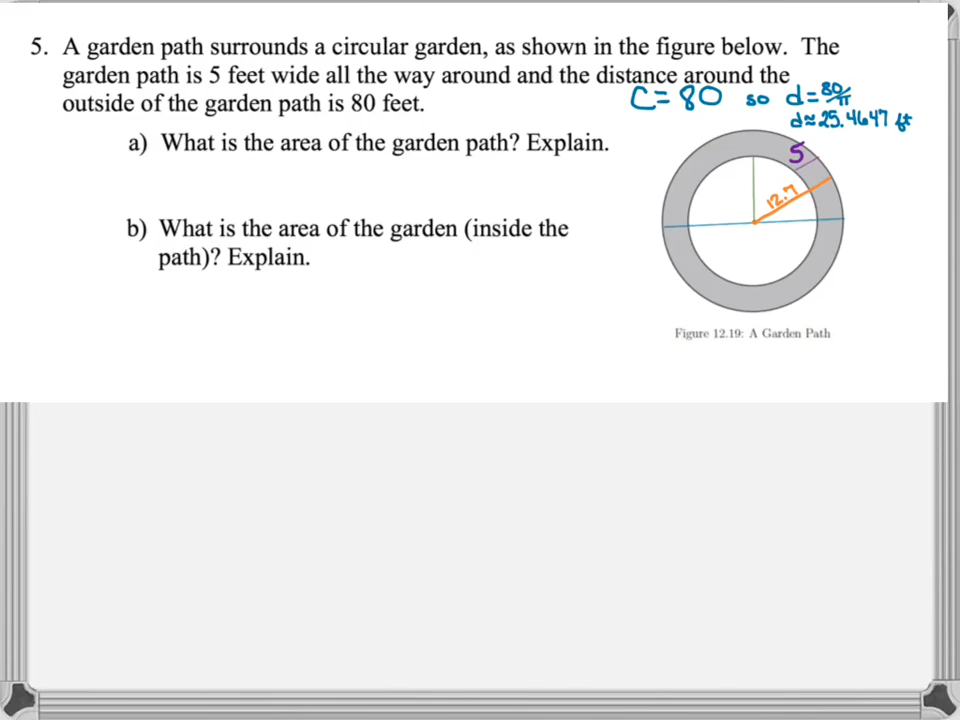 5. A garden path surrounds a circular garden, as shown in the figure below. The
garden path is 5 feet wide all the way around and the distance around the
outside of the garden path is 80 feet.
C = 80 so d = 80/π
d ≈ 25.4647 ft
a) What is the area of the garden path? Explain.
5
12.7
b) What is the area of the garden (inside the
path)? Explain.
Figure 12.19: A Garden Path